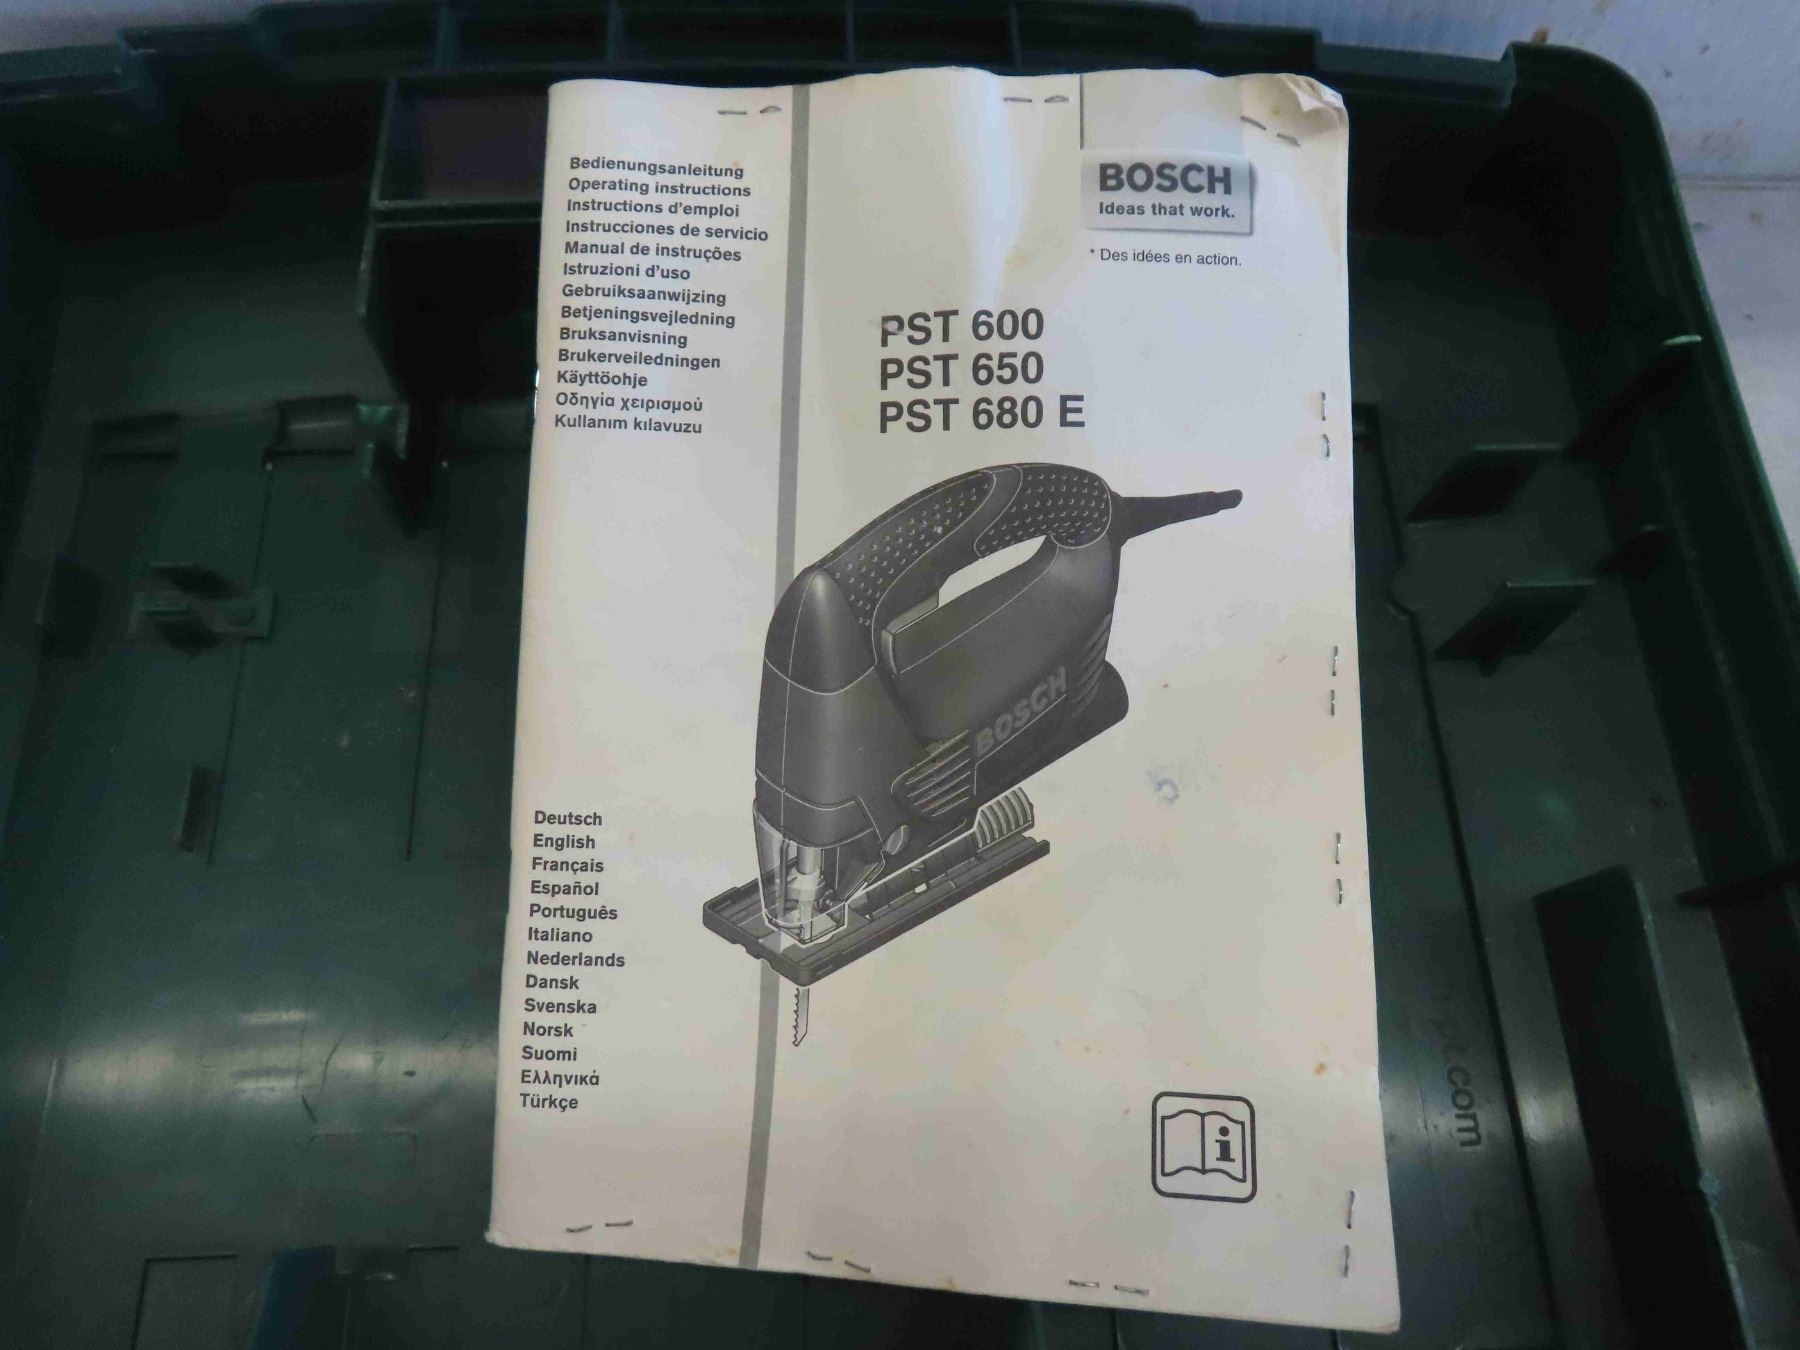 Bedienungsanleitung
Operating instructions
Instructions d'emploi
Instrucciones de servicio
Manual de instruções
Istruzioni d'uso
Gebruiksaanwijzing
Betjeningsvejledning
Bruksanvisning
Brukerveiledningen
Käyttöohje
Οδηγία χειρισμού
Kullanım kılavuzu
BOSCH
Ideas that work.
* Des idées en action.
PST 600
PST 650
PST 680 E
BOSCH
Deutsch
English
Français
Español
Português
Italiano
Nederlands
Dansk
Svenska
Norsk
Suomi
Ελληνικά
Türkçe
i